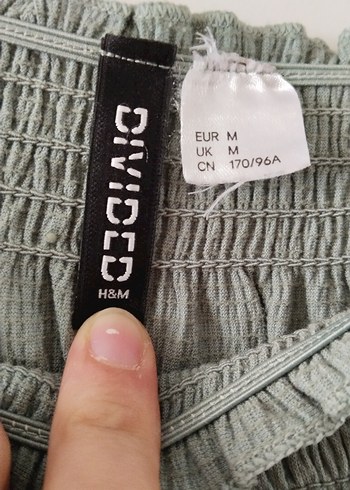 DIVIDED
H&M
EUR M
UK M
CN 170/96A